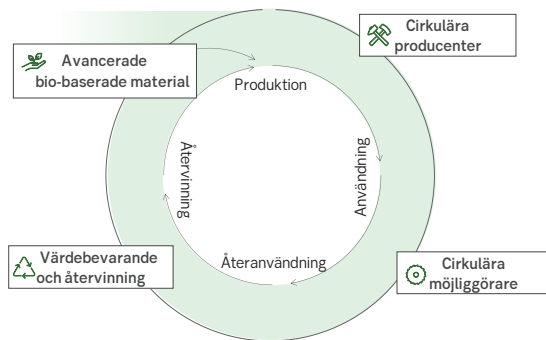 Avancerade
bio-baserade material
Cirkulära
producenter
Produktion
Användning
Återanvändning
Återvinning
Värdebevarande
och återvinning
Cirkulära
möjliggörare